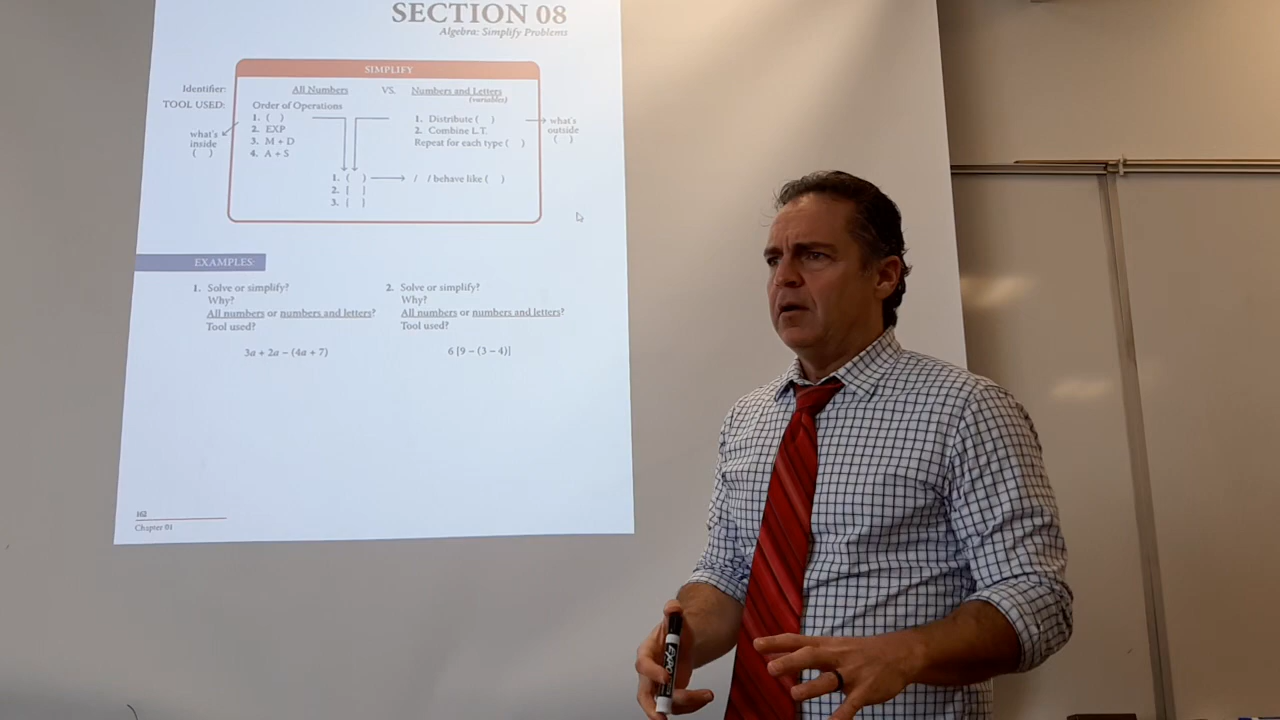 SECTION 08
Algebra: Simplify Problems
SIMPLIFY
Identifier: All Numbers VS. Numbers and Letters
(variables)
TOOL USED: Order of Operations
1. ( ) 1. Distribute ( ) what's
2. EXP 2. Combine L.T. outside
what's 3. M + D Repeat for each type ( ) ( )
inside 4. A + S
( )
1. ( ) / / behave like ( )
2. [ ]
3. { }
EXAMPLES:
1. Solve or simplify? 2. Solve or simplify?
Why? Why?
All numbers or numbers and letters? All numbers or numbers and letters?
Tool used? Tool used?
3a + 2a – (4a + 7) 6 [9 – (3 – 4)]
162
Chapter 01
EXPO